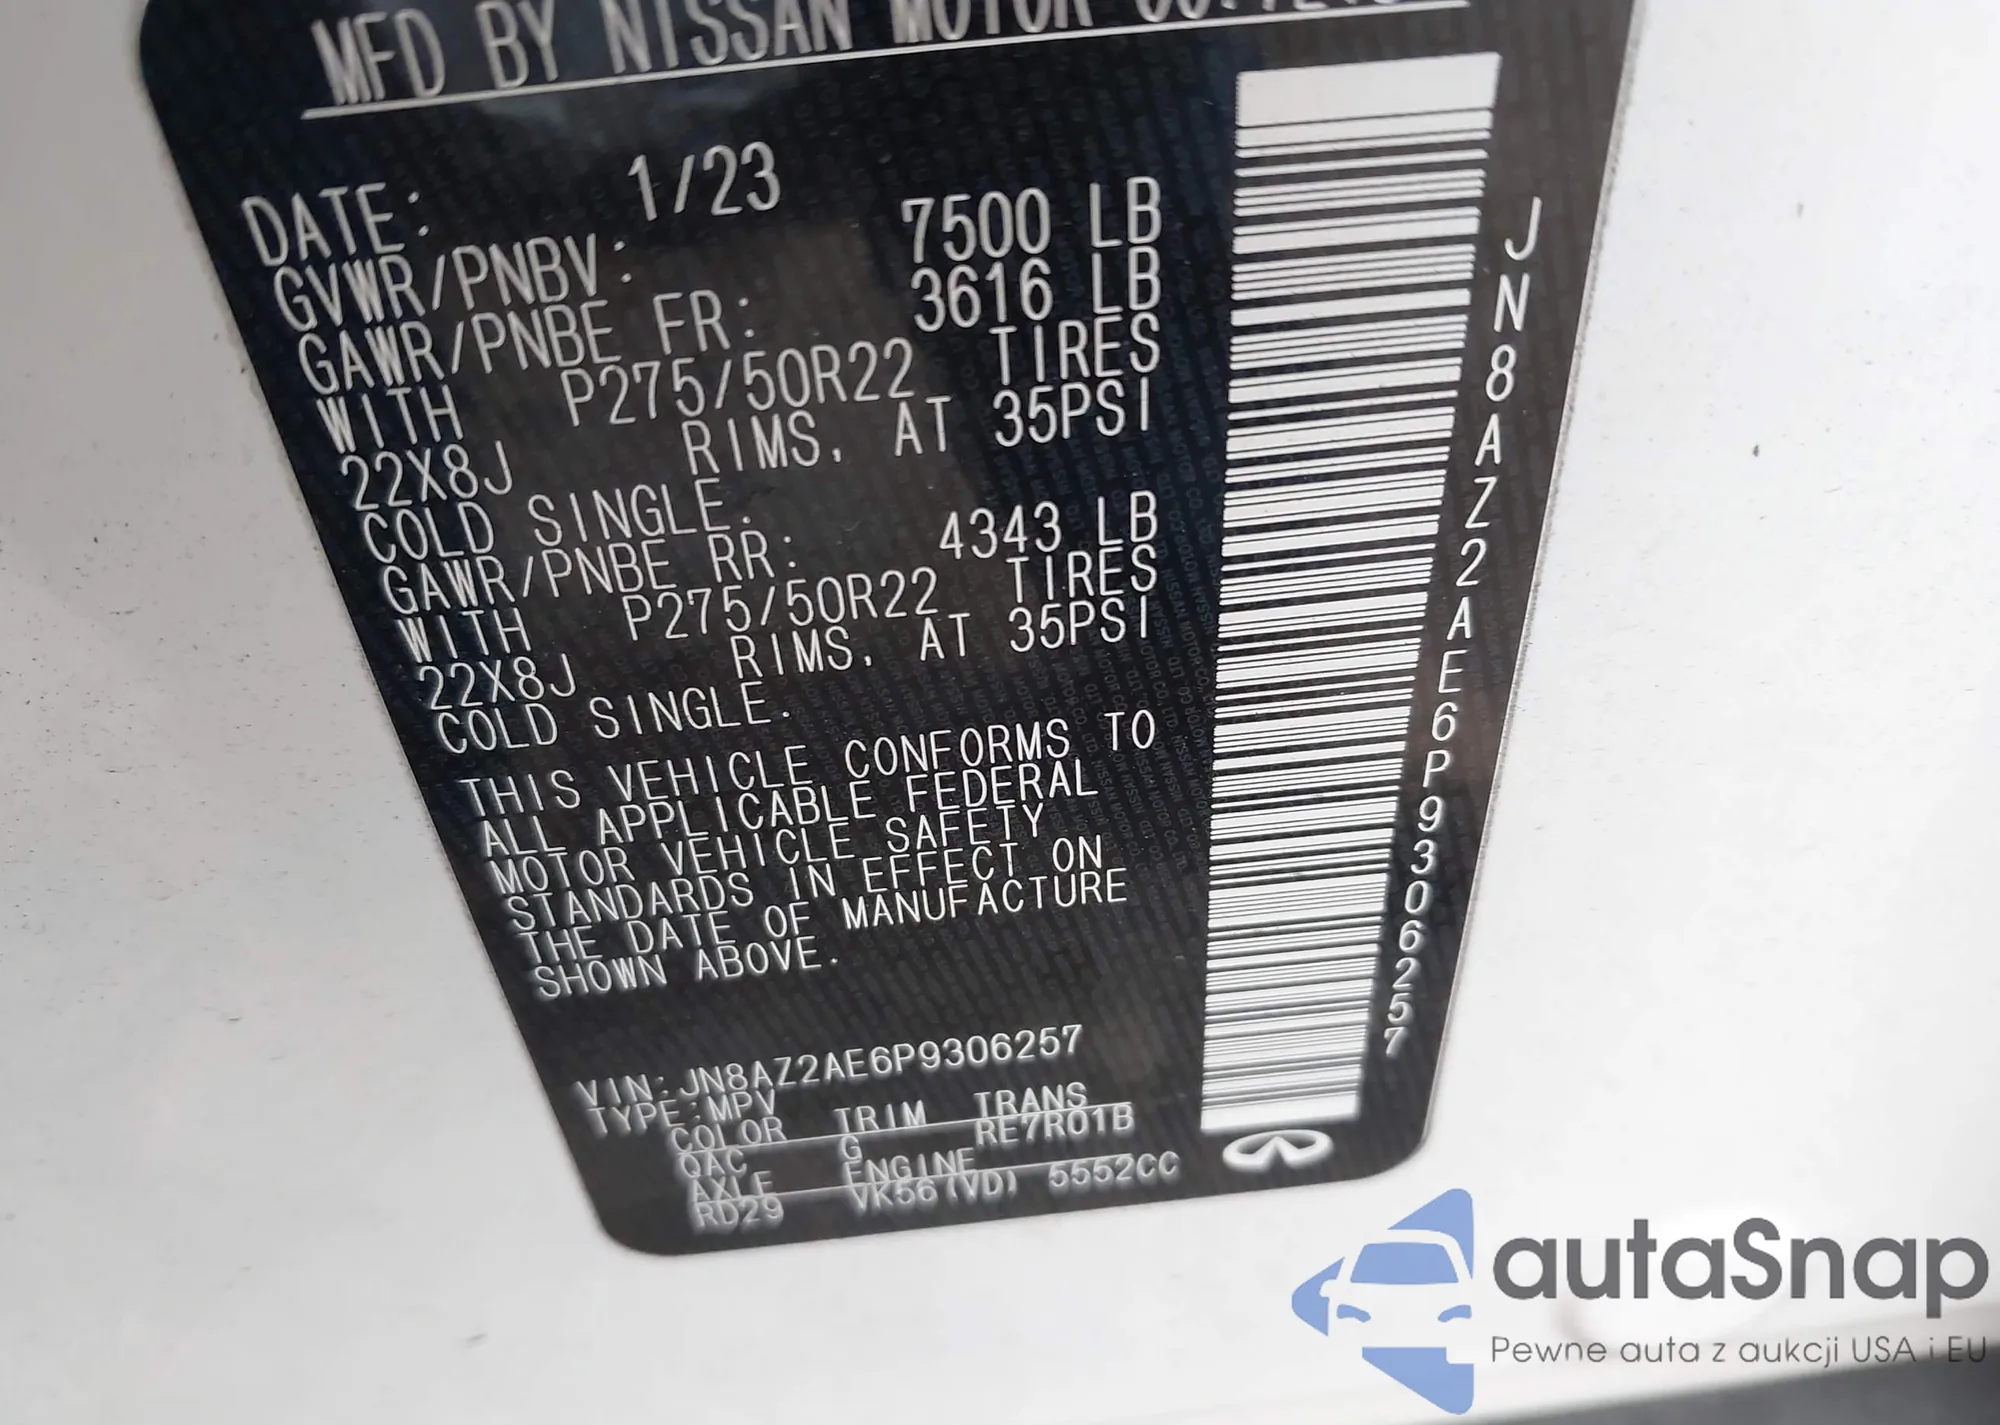 MFD BY NISSAN MOTOR CO., LTD.
DATE: 1/23
GVWR/PNBV: 7500 LB
GAWR/PNBE FR: 3616 LB
WITH P275/50R22 TIRES
22X8J RIMS, AT 35PSI
COLD SINGLE.
GAWR/PNBE RR: 4343 LB
WITH P275/50R22 TIRES
22X8J RIMS, AT 35PSI
COLD SINGLE.
THIS VEHICLE CONFORMS TO
ALL APPLICABLE FEDERAL
MOTOR VEHICLE SAFETY
STANDARDS IN EFFECT ON
THE DATE OF MANUFACTURE
SHOWN ABOVE.
VIN:JN8AZ2AE6P9306257
TYPE:MPV
COLOR TRIM TRANS
QAC G RE7R01B
AXLE ENGINE
RD29 VK56(VD) 5552CC
JN8AZ2AE6P9306257
autaSnap
Pewne auta z aukcji USA i EU